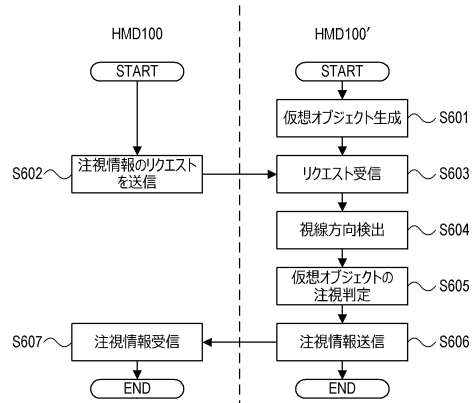 HMD100
HMD100′
START
START
仮想オブジェクト生成
S601
S602
注視情報のリクエスト
を送信
リクエスト受信
S603
視線方向検出
S604
仮想オブジェクトの
注視判定
S605
S607
注視情報受信
注視情報送信
S606
END
END